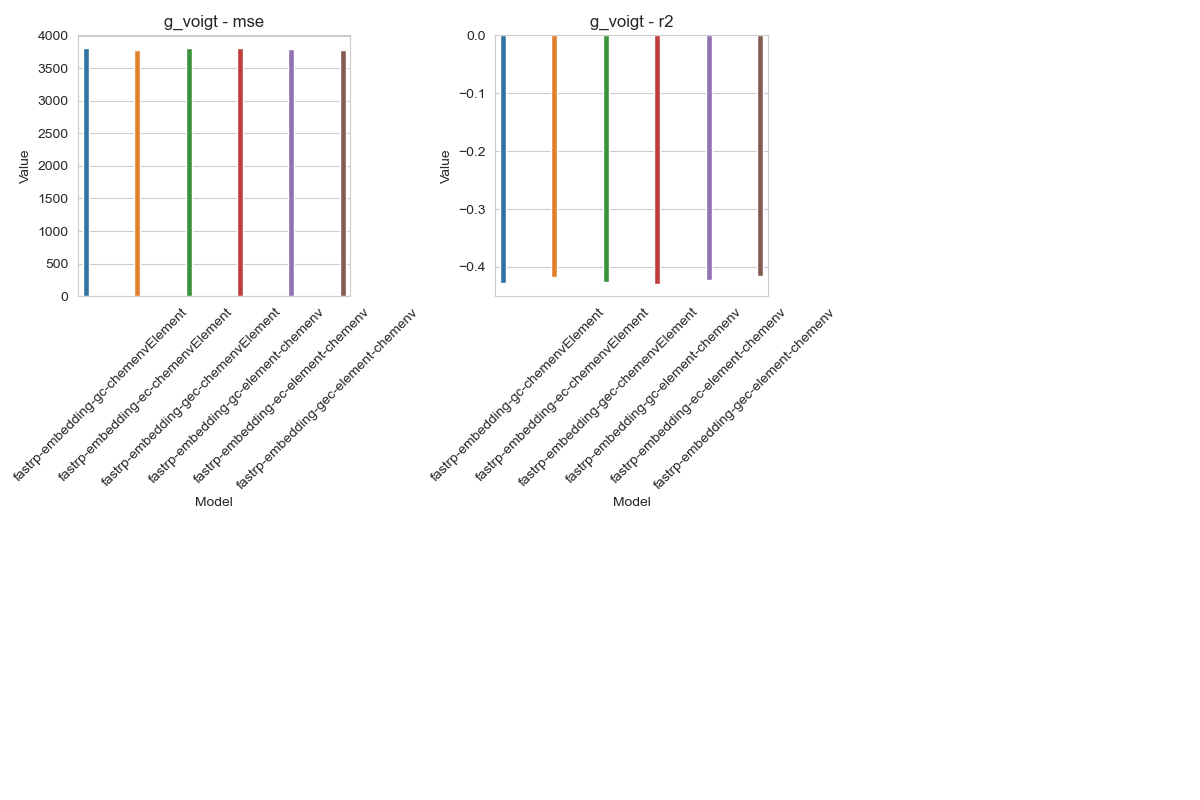 g_voigt - mse
4000
3500
3000
2500
2000
1500
1000
500
0
Value
fastrp-embedding-gc-chemenvElement
fastrp-embedding-ec-chemenvElement
fastrp-embedding-gec-chemenvElement
fastrp-embedding-gc-element-chemenv
fastrp-embedding-ec-element-chemenv
fastrp-embedding-gec-element-chemenv
Model
g_voigt - r2
0.0
−0.1
−0.2
−0.3
−0.4
Value
fastrp-embedding-gc-chemenvElement
fastrp-embedding-ec-chemenvElement
fastrp-embedding-gec-chemenvElement
fastrp-embedding-gc-element-chemenv
fastrp-embedding-ec-element-chemenv
fastrp-embedding-gec-element-chemenv
Model